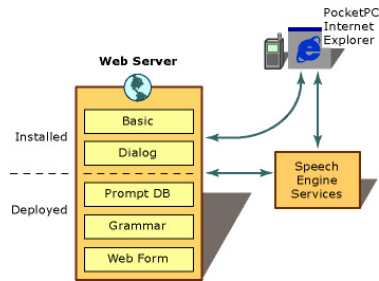 PocketPC
Internet
Explorer
Web Server
Basic
Installed
Dialog
Prompt DB
Speech
Engine
Services
Deployed
Grammar
Web Form